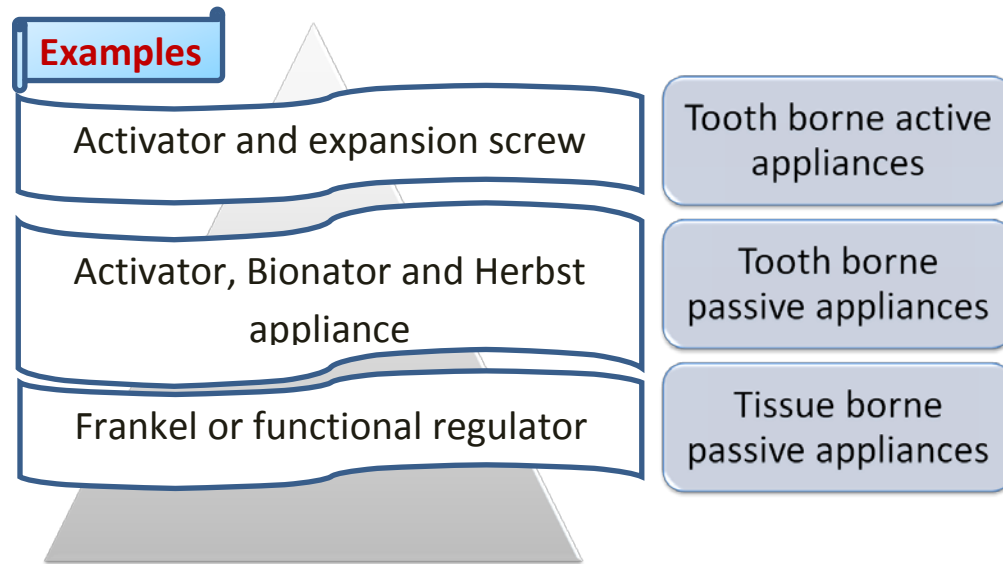 Examples
Activator and expansion screw
Tooth borne active
appliances
Activator, Bionator and Herbst
appliance
Tooth borne
passive appliances
Frankel or functional regulator
Tissue borne
passive appliances